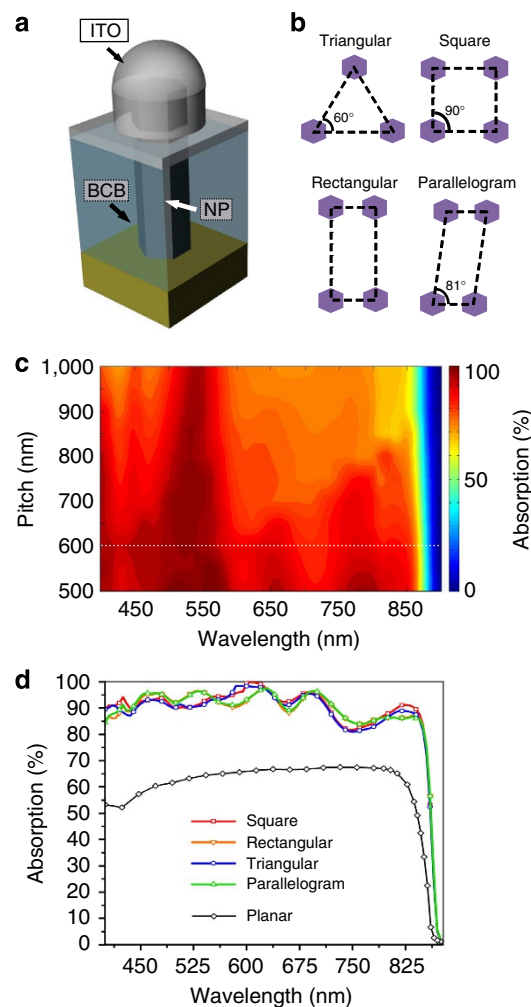 a
ITO
BCB
NP
b
Triangular
Square
60°
90°
Rectangular
Parallelogram
81°
c
1,000
900
800
700
600
500
Pitch (nm)
450
550
650
750
850
Wavelength (nm)
100
50
0
Absorption (%)
d
100
90
80
70
60
50
40
30
20
10
0
Absorption (%)
Square
Rectangular
Triangular
Parallelogram
Planar
450
525
600
675
750
825
Wavelength (nm)